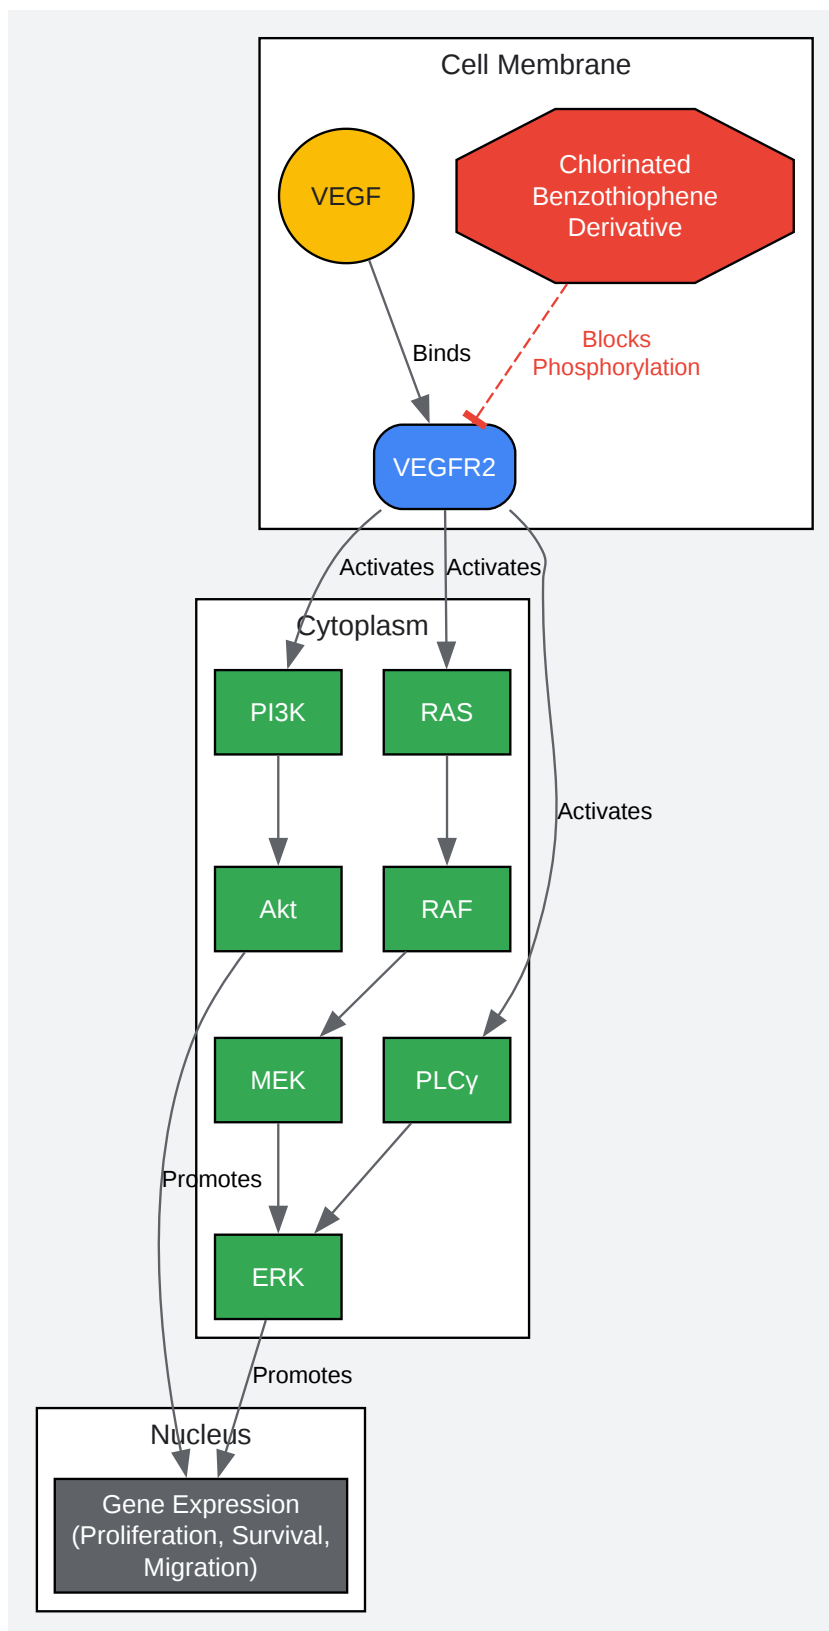 Cell Membrane
VEGF
Chlorinated
Benzothiophene
Derivative
Binds
Blocks
Phosphorylation
VEGFR2
Activates
Activates
Cytoplasm
PI3K
RAS
Activates
Akt
RAF
MEK
PLCγ
Promotes
ERK
Promotes
Nucleus
Gene Expression
(Proliferation, Survival,
Migration)